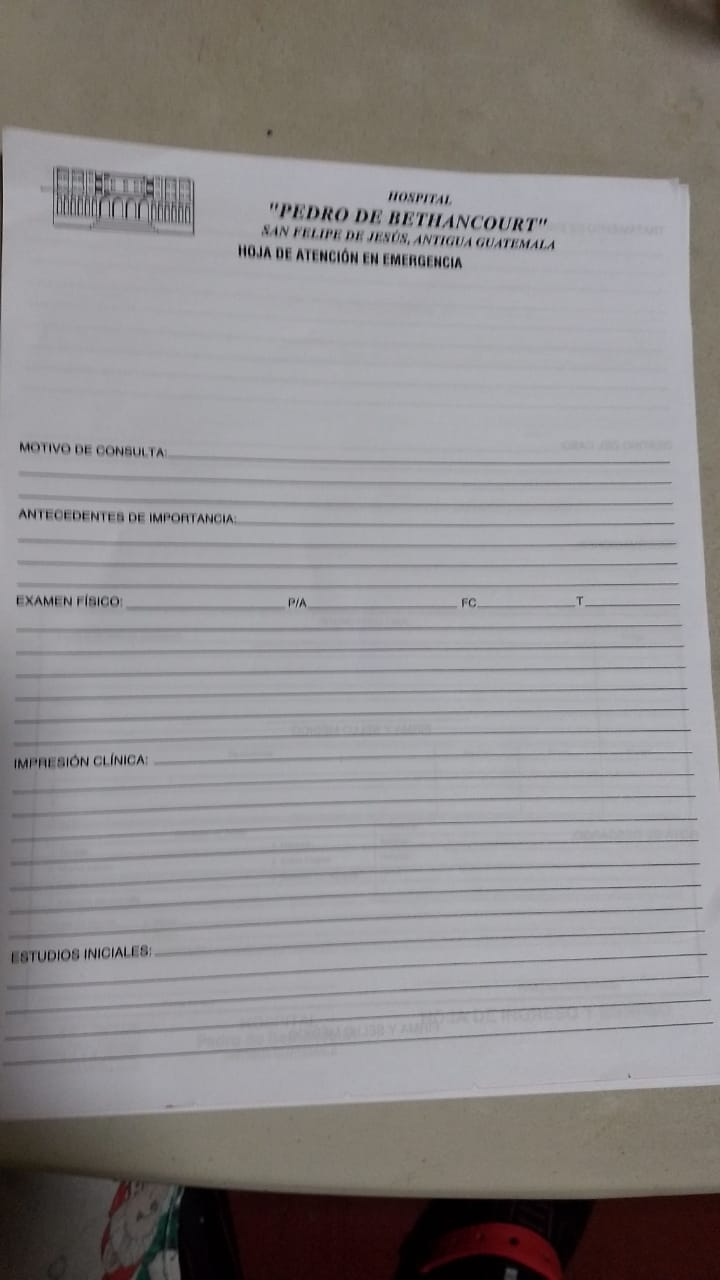 HOSPITAL
"PEDRO DE BETHANCOURT"
SAN FELIPE DE JESÚS, ANTIGUA GUATEMALA
HOJA DE ATENCIÓN EN EMERGENCIA
MOTIVO DE CONSULTA:
ANTECEDENTES DE IMPORTANCIA:
EXAMEN FÍSICO: P/A FC T
IMPRESIÓN CLÍNICA:
ESTUDIOS INICIALES: